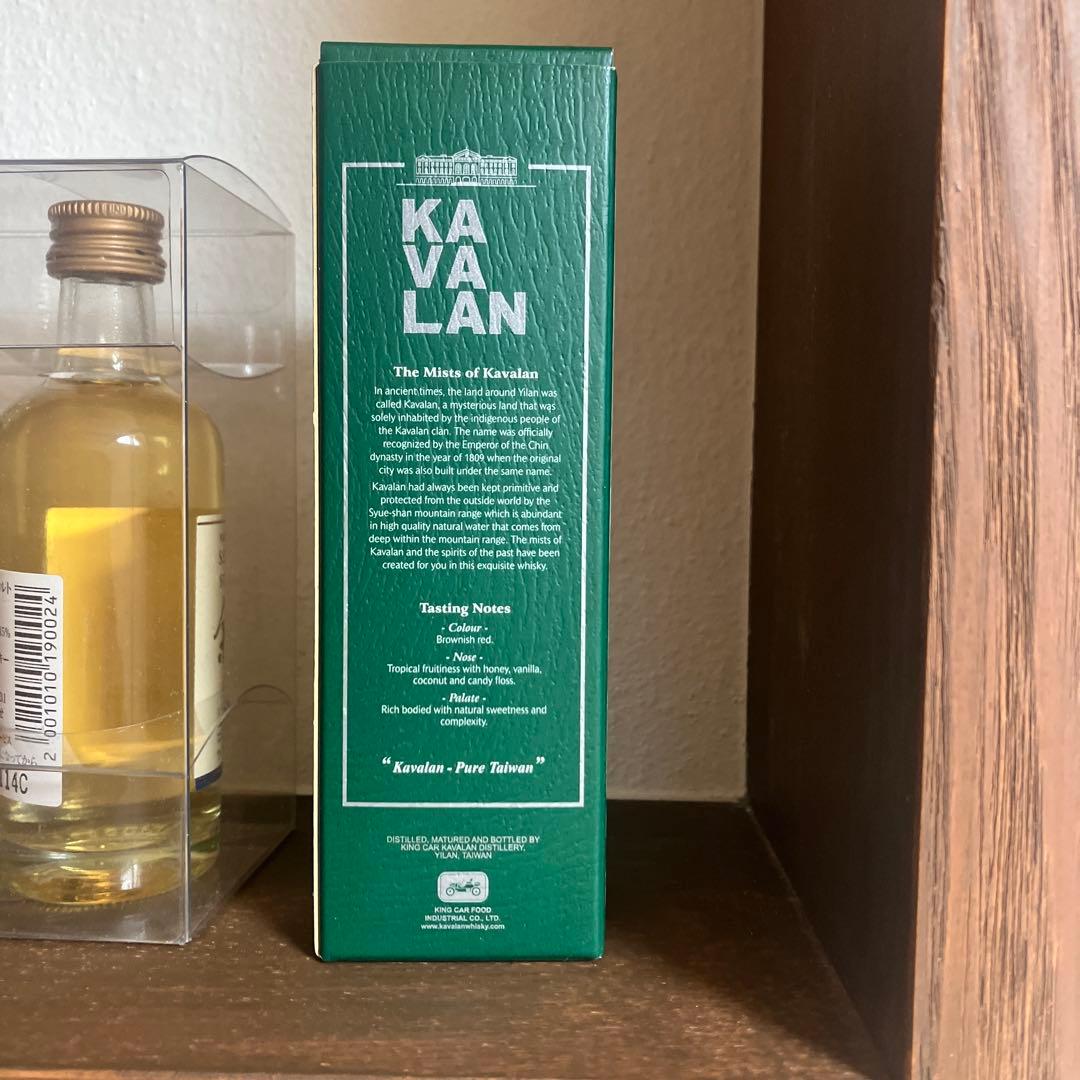 KA
VA
LAN
The Mists of Kavalan
In ancient times, the land around Yilan was
called Kavalan, a mysterious land that was
solely inhabited by the indigenous people of
the Kavalan clan. The name was officially
recognized by the Emperor of the Chin
dynasty in the year of 1809 when the original
city was also built under the same name.
Kavalan had always been kept primitive and
protected from the outside world by the
Syue-shan mountain range which is abundant
in high quality natural water that comes from
deep within the mountain range. The mists of
Kavalan and the spirits of the past have been
created for you in this exquisite whisky.
Tasting Notes
- Colour -
Brownish red.
- Nose -
Tropical fruitiness with honey, vanilla,
coconut and candy floss.
- Palate -
Rich bodied with natural sweetness and
complexity.
“ Kavalan - Pure Taiwan ”
DISTILLED, MATURED AND BOTTLED BY
KING CAR KAVALAN DISTILLERY,
YILAN, TAIWAN
KING CAR FOOD
INDUSTRIAL CO., LTD.
www.kavalanwhisky.com
2 001010 190024
114C